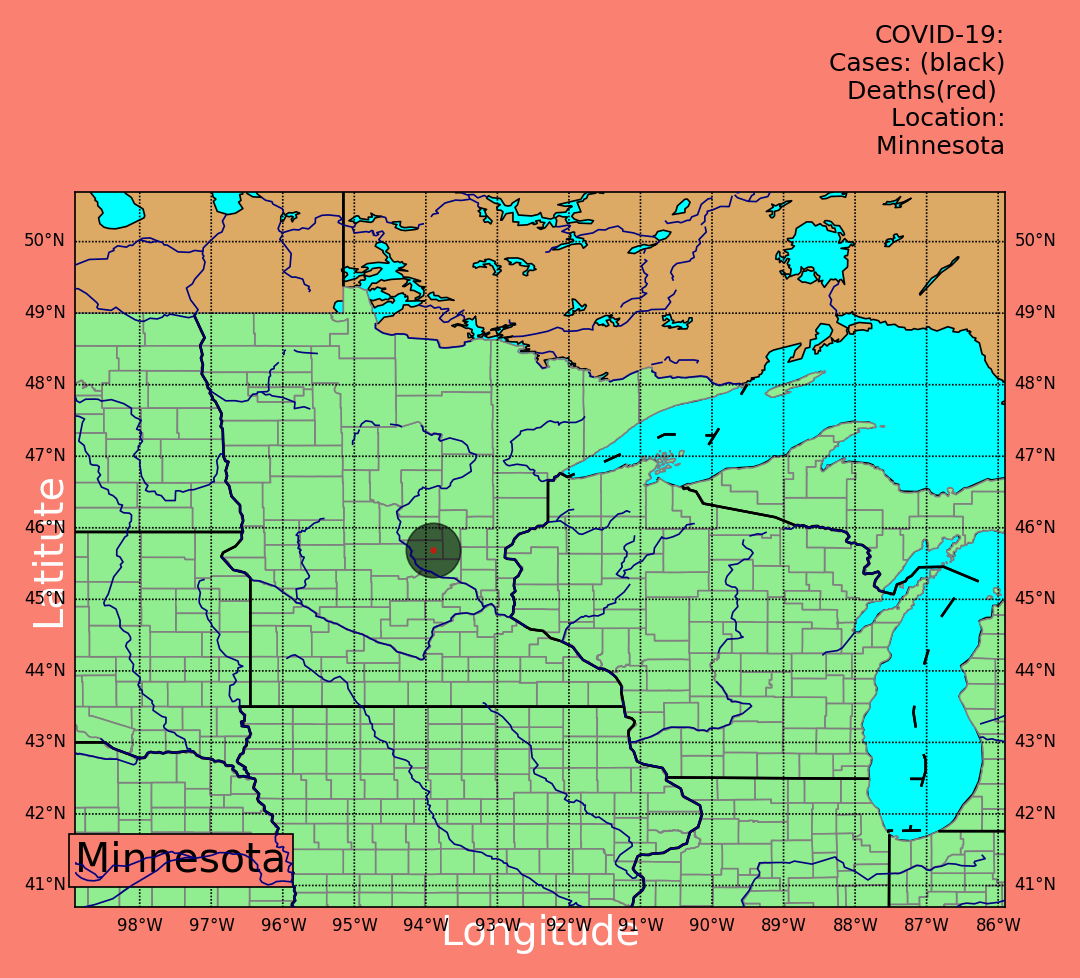 COVID-19:
Cases: (black)
Deaths(red)
Location:
Minnesota
50°N 50°N
49°N 49°N
48°N 48°N
47°N 47°N
46°N 46°N
45°N 45°N
44°N 44°N
43°N 43°N
42°N 42°N
41°N 41°N
Latitute
Minnesota
98°W 97°W 96°W 95°W 94°W 93°W 92°W 91°W 90°W 89°W 88°W 87°W 86°W
Longitude